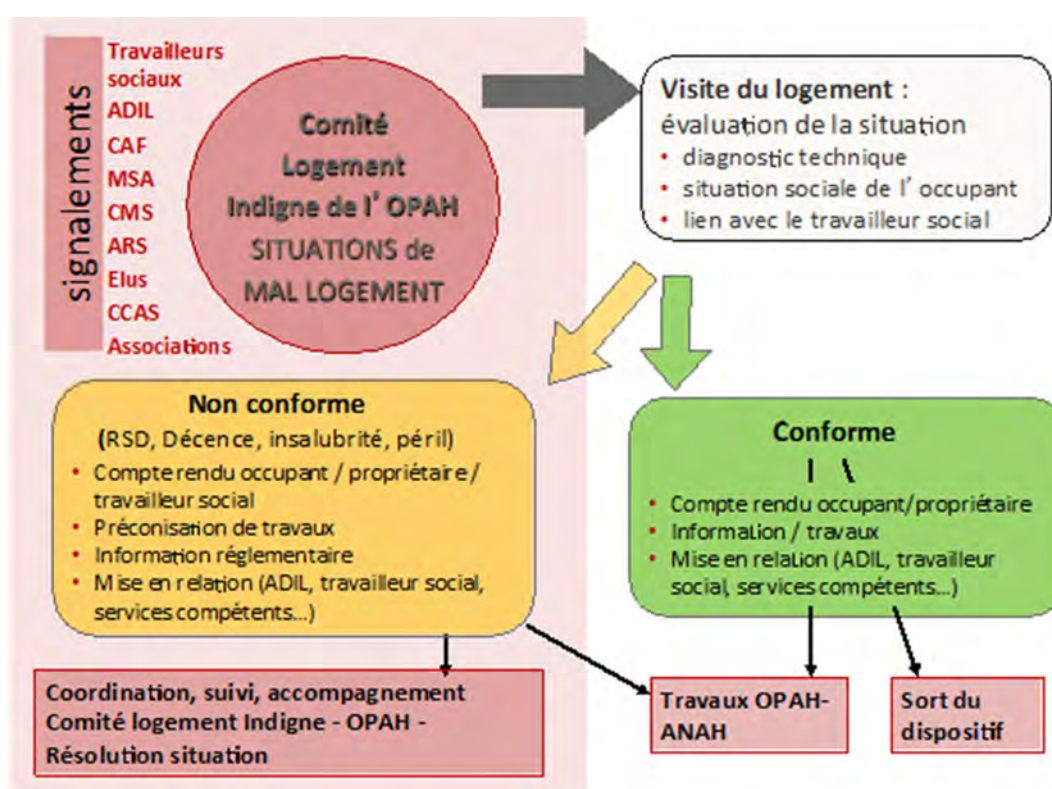 signalements
Travailleurs
sociaux
ADIL
CAF
MSA
CMS
ARS
Elus
CCAS
Associations
Comité
Logement
Indigne de l’ OPAH
SITUATIONS de
MAL LOGEMENT
Visite du logement :
évaluation de la situation
• diagnostic technique
• situation sociale de l’ occupant
• lien avec le travailleur social
Non conforme
(RSD, Décence, insalubrité, péril)
• Compte rendu occupant / propriétaire /
travailleur social
• Préconisation de travaux
• Information réglementaire
• Mise en relation (ADIL, travailleur social,
services compétents...)
Conforme
• Compte rendu occupant/propriétaire
• Information / travaux
• Mise en relation (ADIL, travailleur
social, services compétents...)
Coordination, suivi, accompagnement
Comité logement Indigne - OPAH -
Résolution situation
Travaux OPAH-
ANAH
Sort du
dispositif